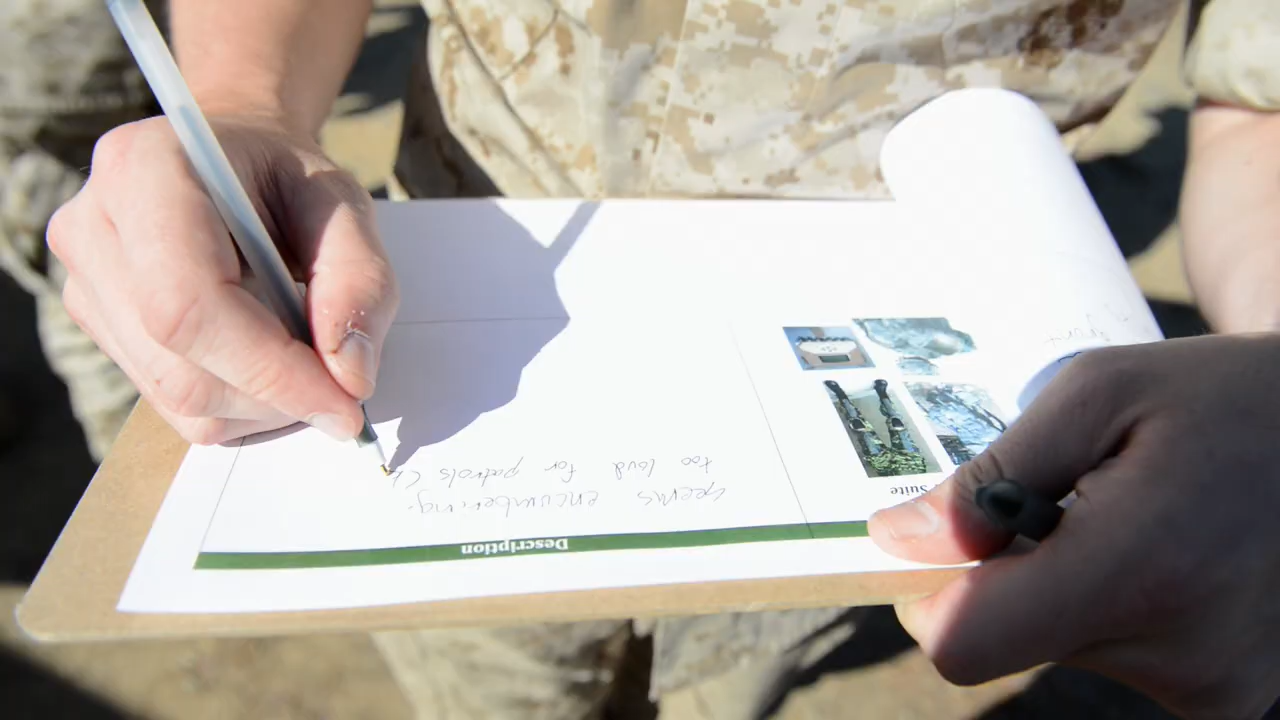 Description
Suite
seems encumbering.
too loud for patrols (k